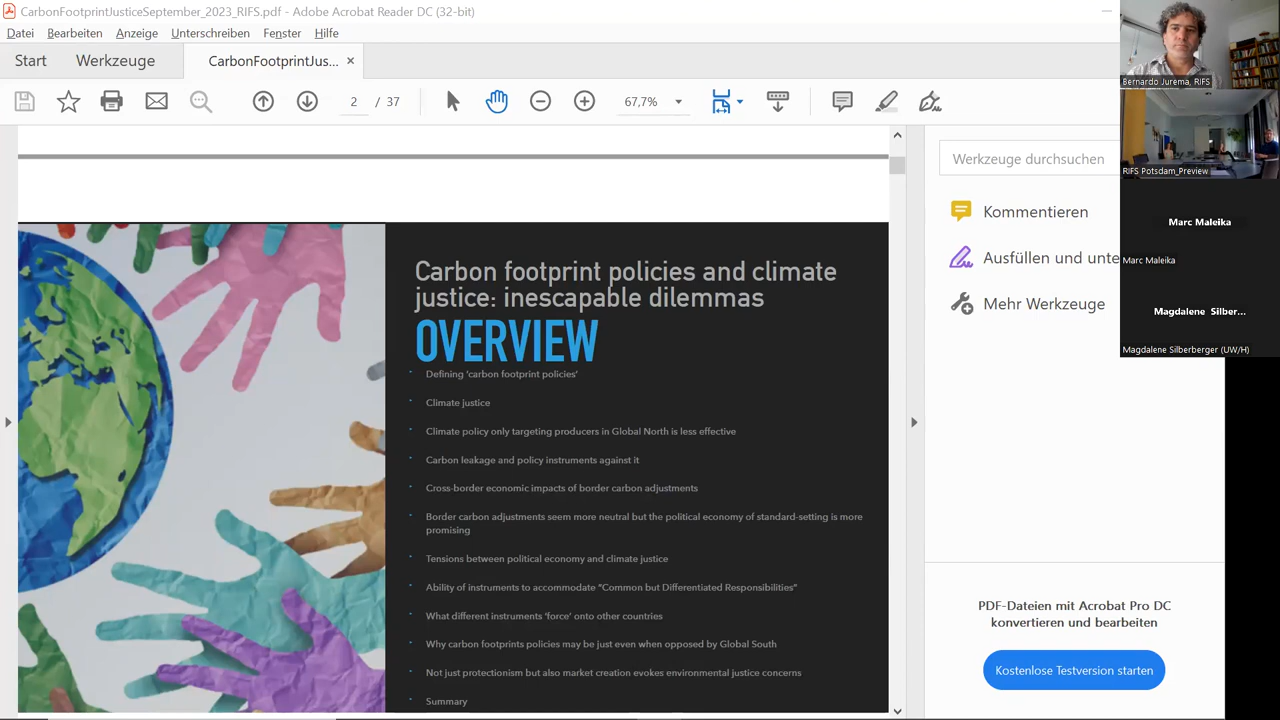 CarbonFootprintJusticeSeptember_2023_RIFS.pdf - Adobe Acrobat Reader DC (32-bit)
Datei Bearbeiten Anzeige Unterschreiben Fenster Hilfe
Start Werkzeuge CarbonFootprintJus... ×
2 / 37 67,7%
Werkzeuge durchsuchen
Kommentieren
Ausfüllen und unte
Mehr Werkzeuge
PDF-Dateien mit Acrobat Pro DC
konvertieren und bearbeiten
Kostenlose Testversion starten
Carbon footprint policies and climate
justice: inescapable dilemmas
OVERVIEW
Defining 'carbon footprint policies'
Climate justice
Climate policy only targeting producers in Global North is less effective
Carbon leakage and policy instruments against it
Cross-border economic impacts of border carbon adjustments
Border carbon adjustments seem more neutral but the political economy of standard-setting is more
promising
Tensions between political economy and climate justice
Ability of instruments to accommodate "Common but Differentiated Responsibilities"
What different instruments 'force' onto other countries
Why carbon footprints policies may be just even when opposed by Global South
Not just protectionism but also market creation evokes environmental justice concerns
Summary
Bernardo Jurema, RIFS
RIFS Potsdam_Preview
Marc Maleika
Marc Maleika
Magdalene Silber...
Magdalene Silberberger (UW/H)